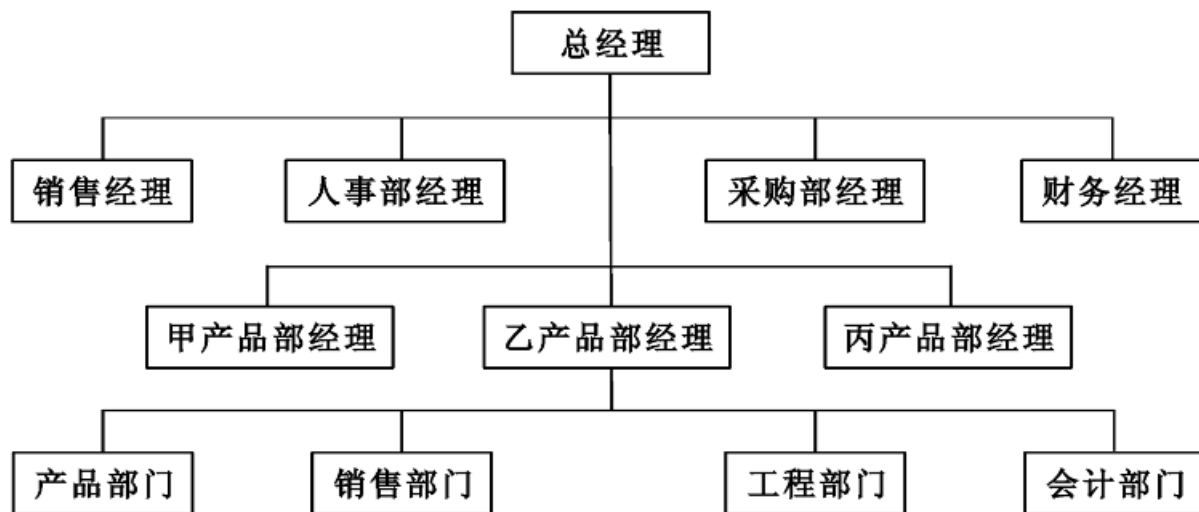 总经理
销售经理
人事部经理
采购部经理
财务经理
甲产品部经理
乙产品部经理
丙产品部经理
产品部门
销售部门
工程部门
会计部门